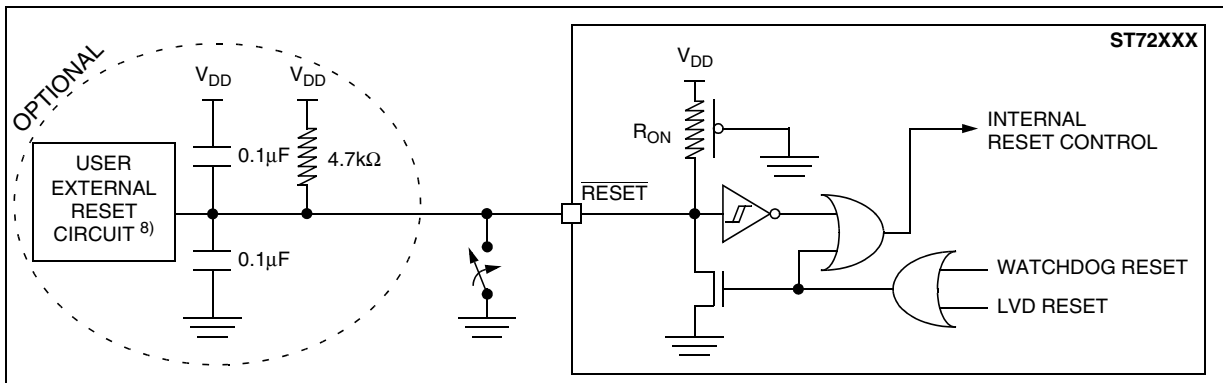 ST72XXX
OPTIONAL
V_DD
V_DD
V_DD
0.1μF
4.7kΩ
USER
EXTERNAL
RESET
CIRCUIT 8)
0.1μF
RESET
R_ON
INTERNAL
RESET CONTROL
WATCHDOG RESET
LVD RESET